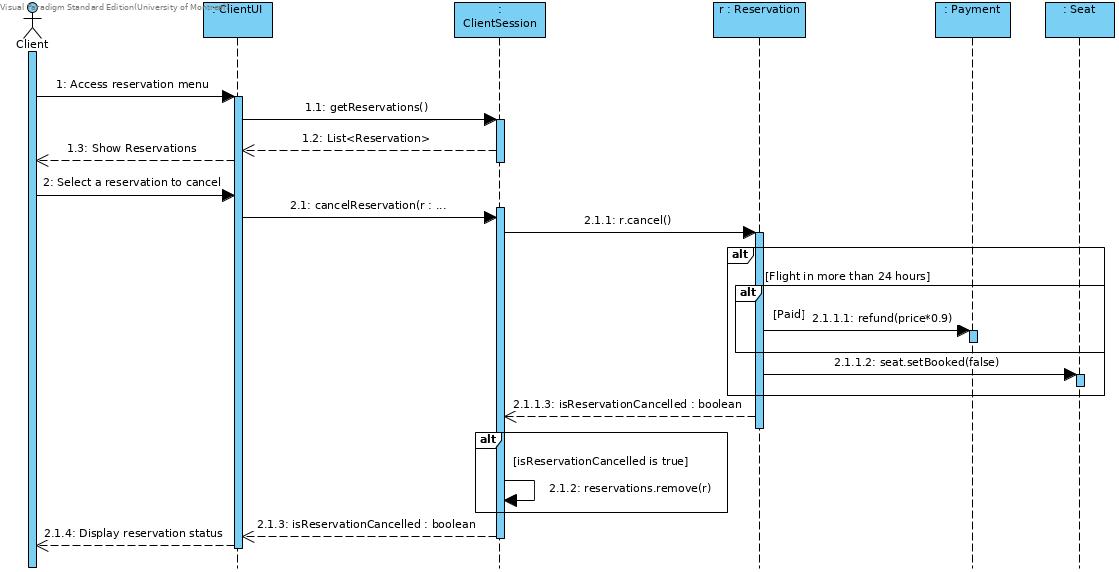 Visual Paradigm Standard Edition(University of
: ClientUI
:
ClientSession
r : Reservation
: Payment
: Seat
Client
1: Access reservation menu
1.1: getReservations()
1.2: List<Reservation>
1.3: Show Reservations
2: Select a reservation to cancel
2.1: cancelReservation(r : ...
2.1.1: r.cancel()
alt
[Flight in more than 24 hours]
alt
[Paid]
2.1.1.1: refund(price*0.9)
2.1.1.2: seat.setBooked(false)
2.1.1.3: isReservationCancelled : boolean
alt
[isReservationCancelled is true]
2.1.2: reservations.remove(r)
2.1.3: isReservationCancelled : boolean
2.1.4: Display reservation status